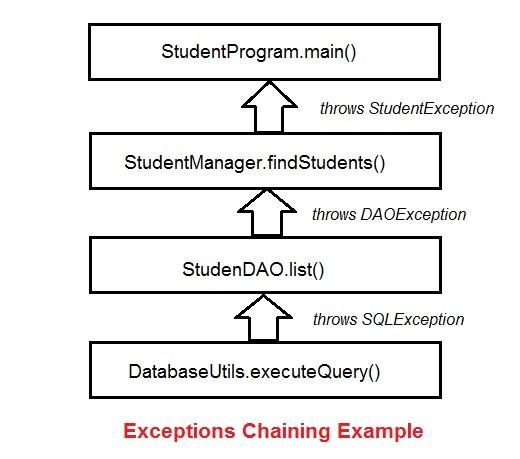 StudentProgram.main()
throws StudentException
StudentManager.findStudents()
throws DAOException
StudenDAO.list()
throws SQLException
DatabaseUtils.executeQuery()
Exceptions Chaining Example